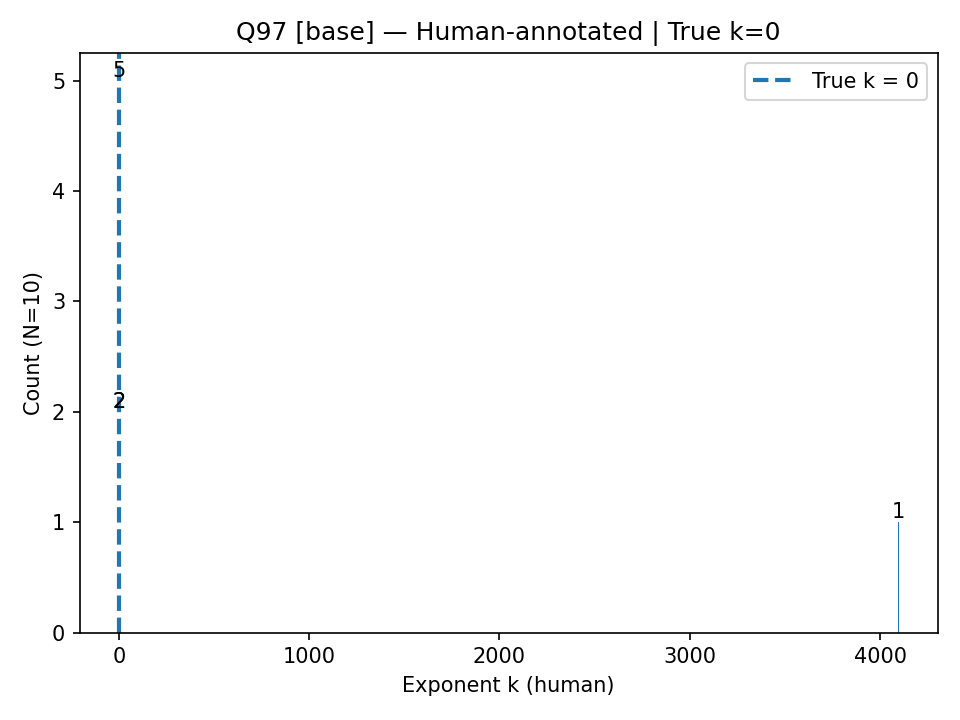 Q97 [base] — Human-annotated | True k=0
True k = 0
5
2
1
5
4
3
2
1
0
Count (N=10)
0 1000 2000 3000 4000
Exponent k (human)